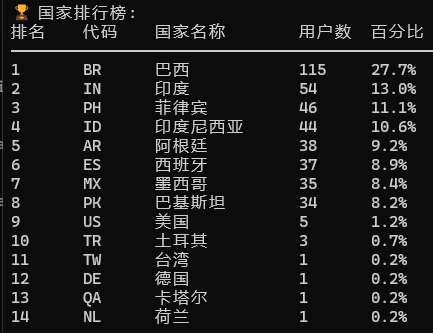 🏆 国家排行榜:
排名 代码 国家名称 用户数 百分比
1 BR 巴西 115 27.7%
2 IN 印度 54 13.0%
3 PH 菲律宾 46 11.1%
4 ID 印度尼西亚 44 10.6%
5 AR 阿根廷 38 9.2%
6 ES 西班牙 37 8.9%
7 MX 墨西哥 35 8.4%
8 PK 巴基斯坦 34 8.2%
9 US 美国 5 1.2%
10 TR 土耳其 3 0.7%
11 TW 台湾 1 0.2%
12 DE 德国 1 0.2%
13 QA 卡塔尔 1 0.2%
14 NL 荷兰 1 0.2%